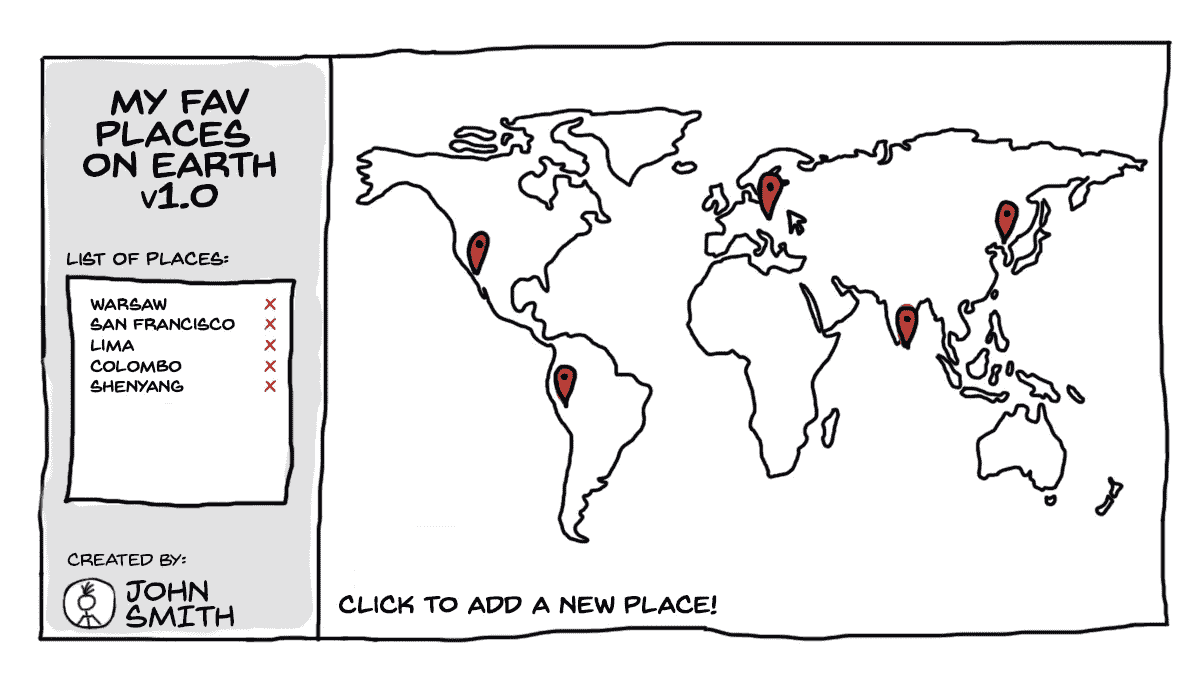 MY FAV
PLACES
ON EARTH
v1.0
LIST OF PLACES:
WARSAW X
SAN FRANCISCO X
LIMA X
COLOMBO X
SHENYANG X
CREATED BY:
JOHN
SMITH
CLICK TO ADD A NEW PLACE!